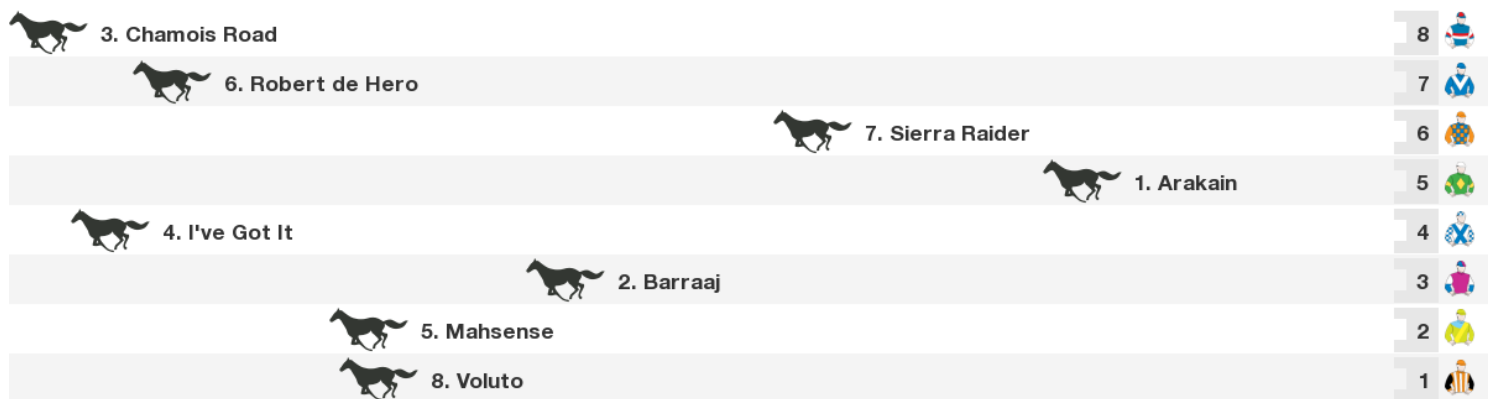 3. Chamois Road 8
6. Robert de Hero 7
7. Sierra Raider 6
1. Arakain 5
4. I've Got It 4
2. Barraaj 3
5. Mahsense 2
8. Voluto 1